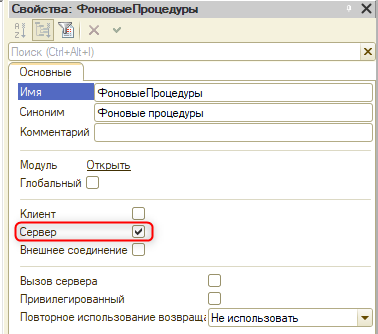 Свойства: ФоновыеПроцедуры
Поиск (Ctrl+Alt+I)
Основные
Имя ФоновыеПроцедуры
Синоним Фоновые процедуры
Комментарий
Модуль Открыть
Глобальный
Клиент
Сервер
Внешнее соединение
Вызов сервера
Привилегированный
Повторное использование возвраща Не использовать